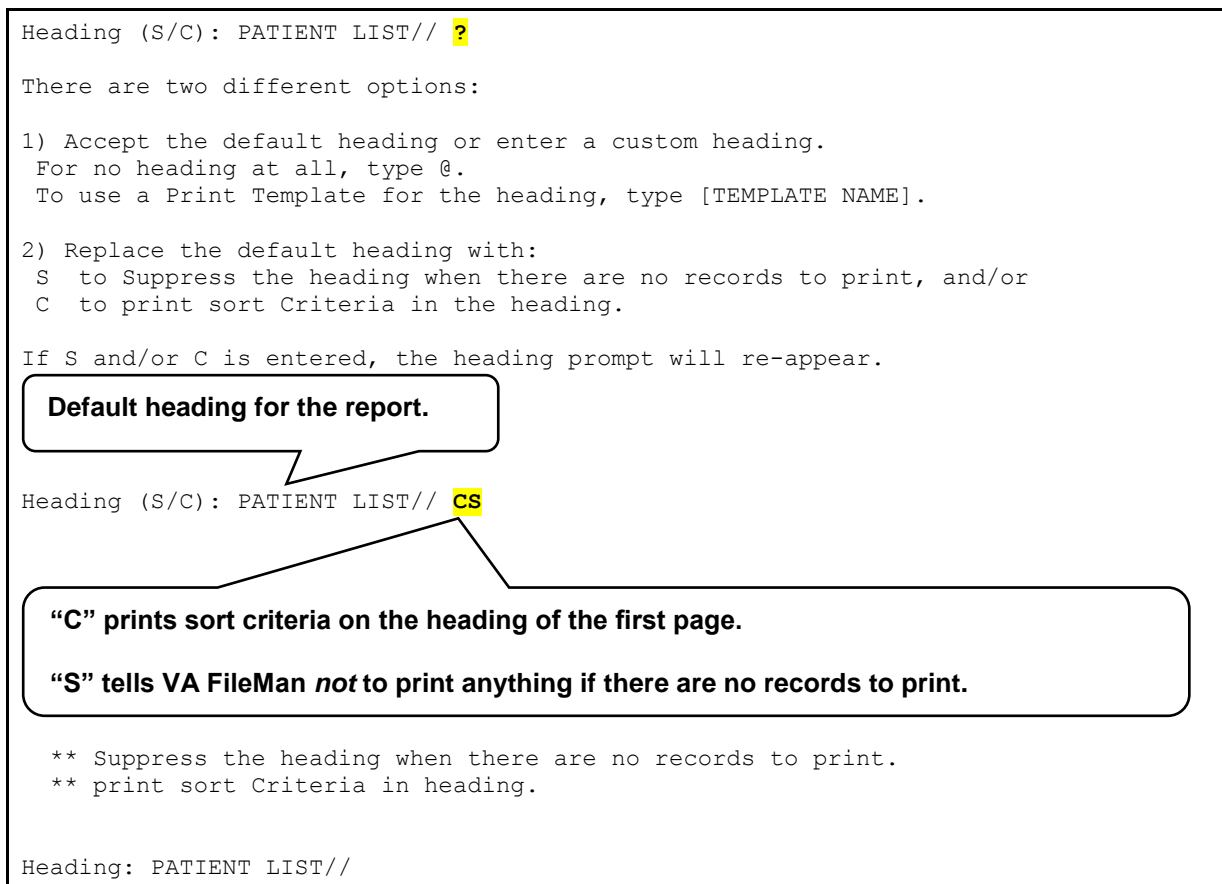 Heading (S/C): PATIENT LIST// ?
There are two different options:
1) Accept the default heading or enter a custom heading.
For no heading at all, type @.
To use a Print Template for the heading, type [TEMPLATE NAME].
2) Replace the default heading with:
S to Suppress the heading when there are no records to print, and/or
C to print sort Criteria in the heading.
If S and/or C is entered, the heading prompt will re-appear.
Default heading for the report.
Heading (S/C): PATIENT LIST// CS
“C” prints sort criteria on the heading of the first page.
“S” tells VA FileMan not to print anything if there are no records to print.
** Suppress the heading when there are no records to print.
** print sort Criteria in heading.
Heading: PATIENT LIST//